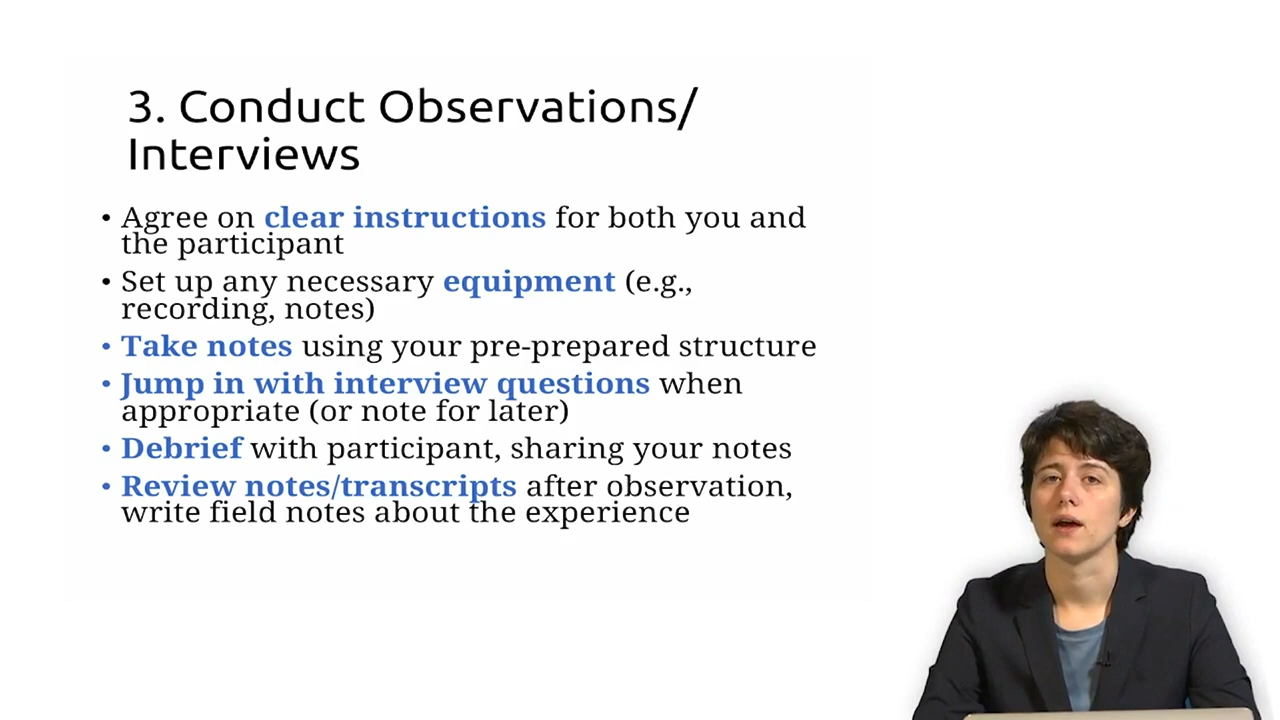 3. Conduct Observations/
Interviews
• Agree on clear instructions for both you and
the participant
• Set up any necessary equipment (e.g.,
recording, notes)
• Take notes using your pre-prepared structure
• Jump in with interview questions when
appropriate (or note for later)
• Debrief with participant, sharing your notes
• Review notes/transcripts after observation,
write field notes about the experience